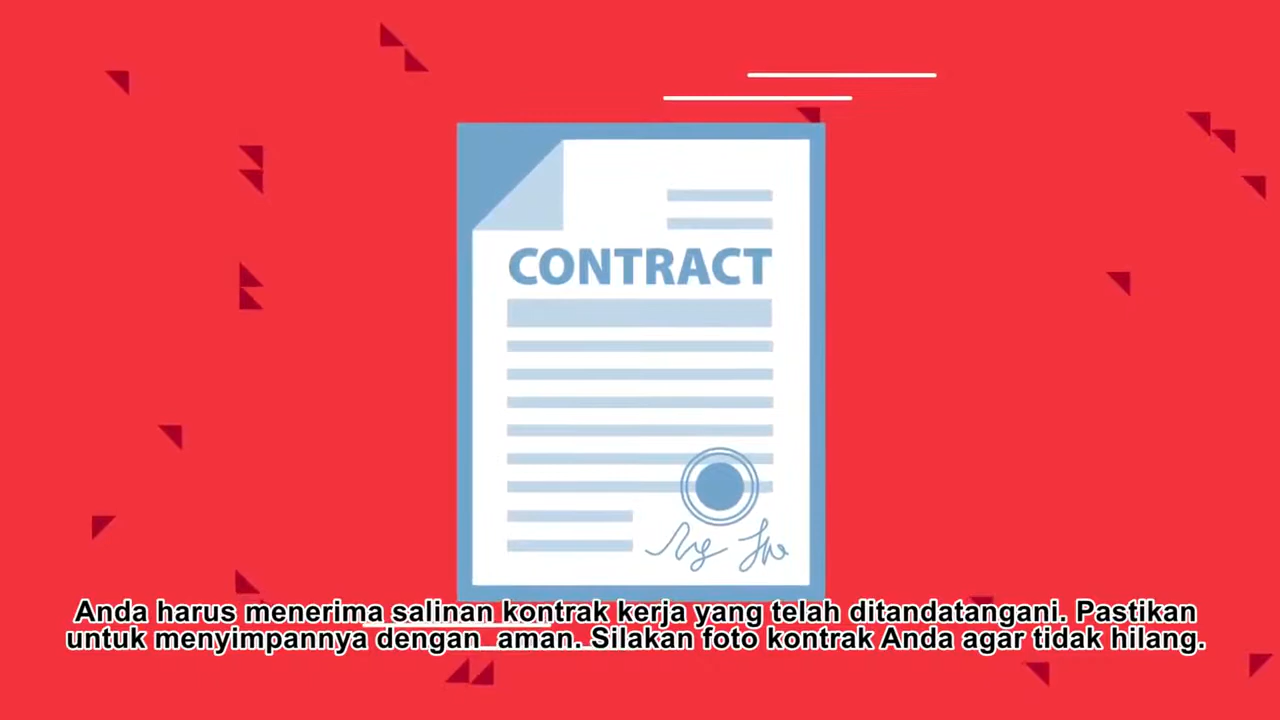 CONTRACT
Anda harus menerima salinan kontrak kerja yang telah ditandatangani. Pastikan
untuk menyimpannya dengan  aman. Silakan foto kontrak Anda agar tidak hilang.